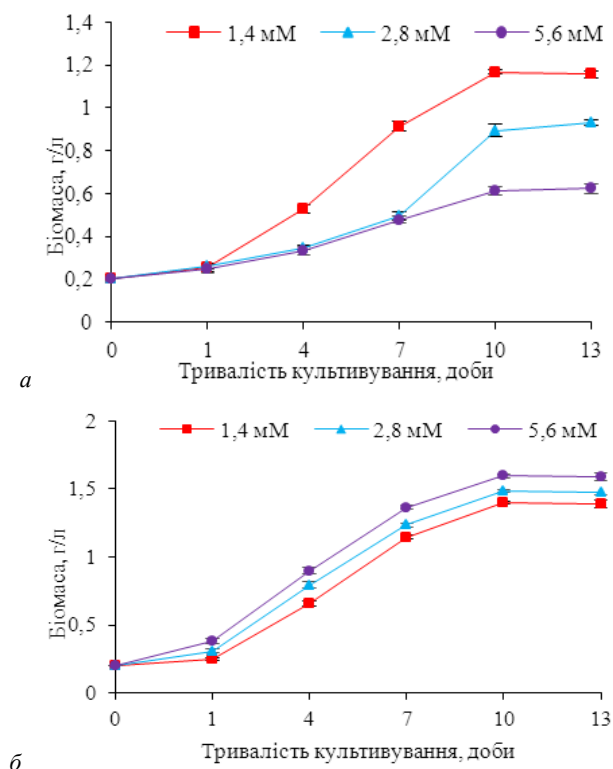 1,4
1,4 мМ 2,8 мМ 5,6 мМ
1,2
1
0,8
0,6
0,4
0,2
0
Біомаса, г/л
0 1 4 7 10 13
Тривалість культивування, доби
а
2
1,4 мМ 2,8 мМ 5,6 мМ
1,5
1
0,5
0
Біомаса, г/л
0 1 4 7 10 13
Тривалість культивування, доби
б